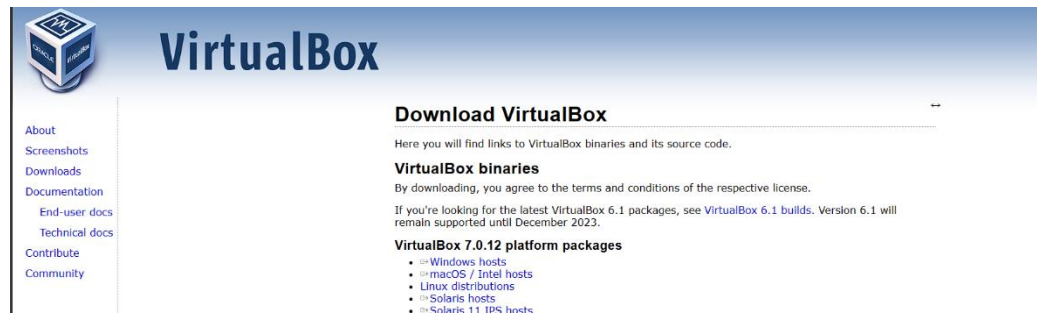 VirtualBox
About
Screenshots
Downloads
Documentation
End-user docs
Technical docs
Contribute
Community
Download VirtualBox
Here you will find links to VirtualBox binaries and its source code.
VirtualBox binaries
By downloading, you agree to the terms and conditions of the respective license.
If you're looking for the latest VirtualBox 6.1 packages, see VirtualBox 6.1 builds. Version 6.1 will
remain supported until December 2023.
VirtualBox 7.0.12 platform packages
Windows hosts
macOS / Intel hosts
Linux distributions
Solaris hosts
Solaris 11 IPS hosts